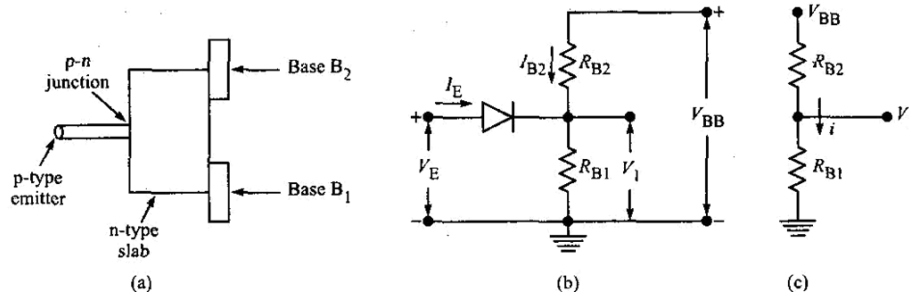 p-n
junction
Base B2
p-type
emitter
Base B1
n-type
slab
(a)
+
IB2
RB2
IE
+
VBB
VE
RB1
V1
−
−
(b)
VBB
RB2
V
i
RB1
(c)